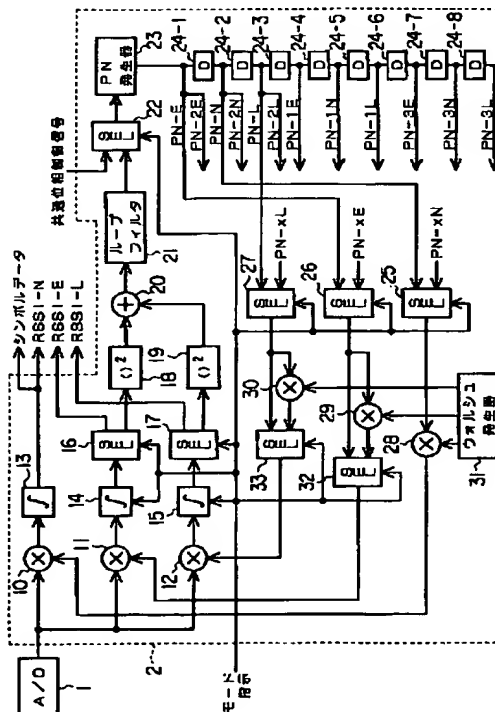 共通位相制御信号
シンボルデータ
RSSI-N
RSSI-E
RSSI-L
PN
発生器
23
SEL
22
ループ
フィルタ
21
20
24-1
24-2
24-3
24-4
24-5
24-6
24-7
24-8
D
D
D
D
D
D
D
D
PN-E
PN-2E
PN-N
PN-2N
PN-L
PN-2L
PN-1E
PN-1N
PN-1L
PN-3E
PN-3N
PN-3L
13
∫
( )²
18
( )²
19
16
SEL
17
SEL
14
∫
15
∫
10
11
12
27
SEL
PN-xL
26
SEL
PN-xE
25
SEL
PN-xN
30
29
28
33
SEL
32
SEL
ウォルシュ
発生器
31
2
A/D
1
モード
指示